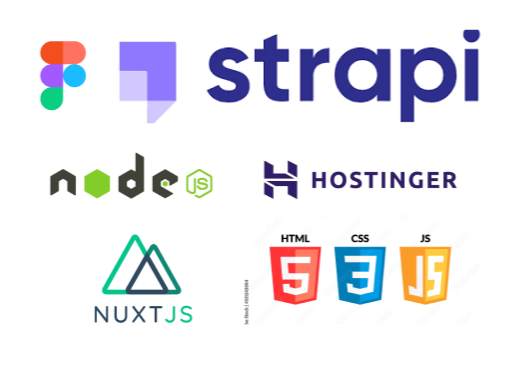 strapi
node
JS
HOSTINGER
HTML CSS JS
5 3 JS
NUXTJS